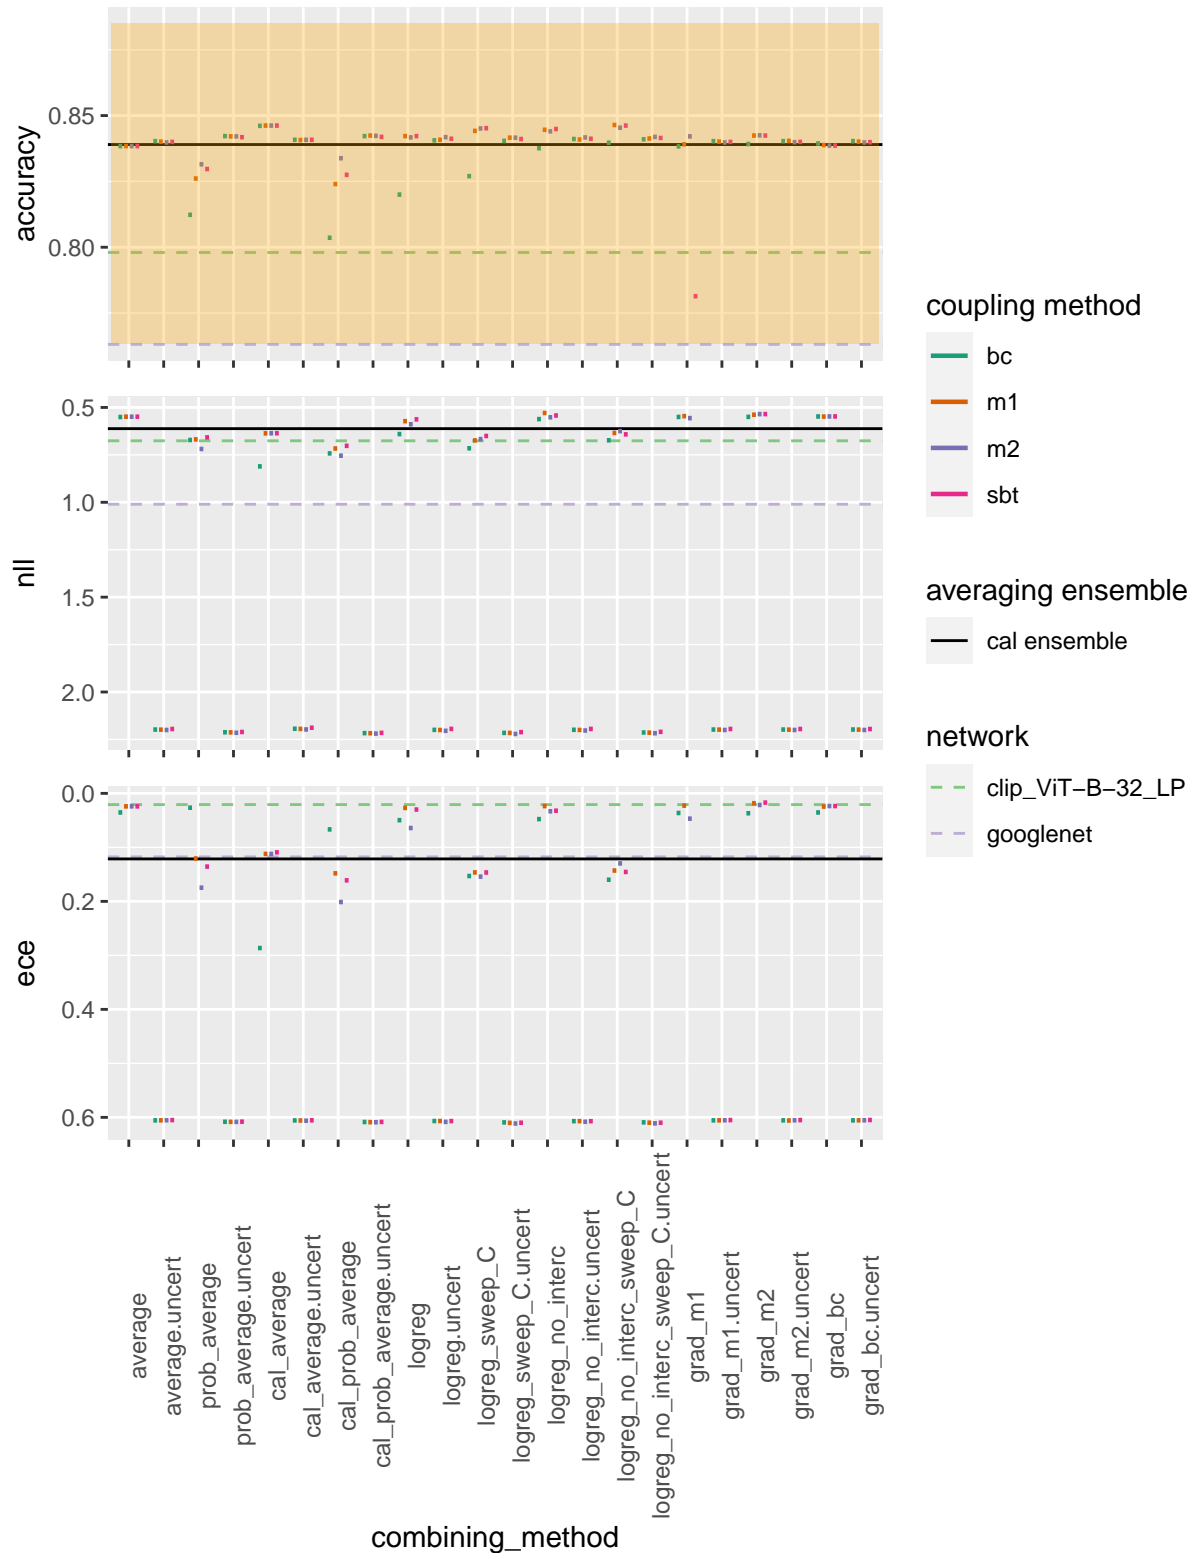 accuracy
0.85
0.80
nll
0.5
1.0
1.5
2.0
ece
0.0
0.2
0.4
0.6
average
average.uncert
prob_average
prob_average.uncert
cal_average
cal_average.uncert
cal_prob_average
cal_prob_average.uncert
logreg
logreg.uncert
logreg_sweep_C
logreg_sweep_C.uncert
logreg_no_interc
logreg_no_interc.uncert
logreg_no_interc_sweep_C
logreg_no_interc_sweep_C.uncert
grad_m1
grad_m1.uncert
grad_m2
grad_m2.uncert
grad_bc
grad_bc.uncert
combining_method
coupling method
bc
m1
m2
sbt
averaging ensemble
cal ensemble
network
clip_ViT−B−32_LP
googlenet